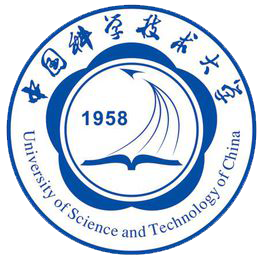 中国科学技术大学
1958
University of Science and Technology of China